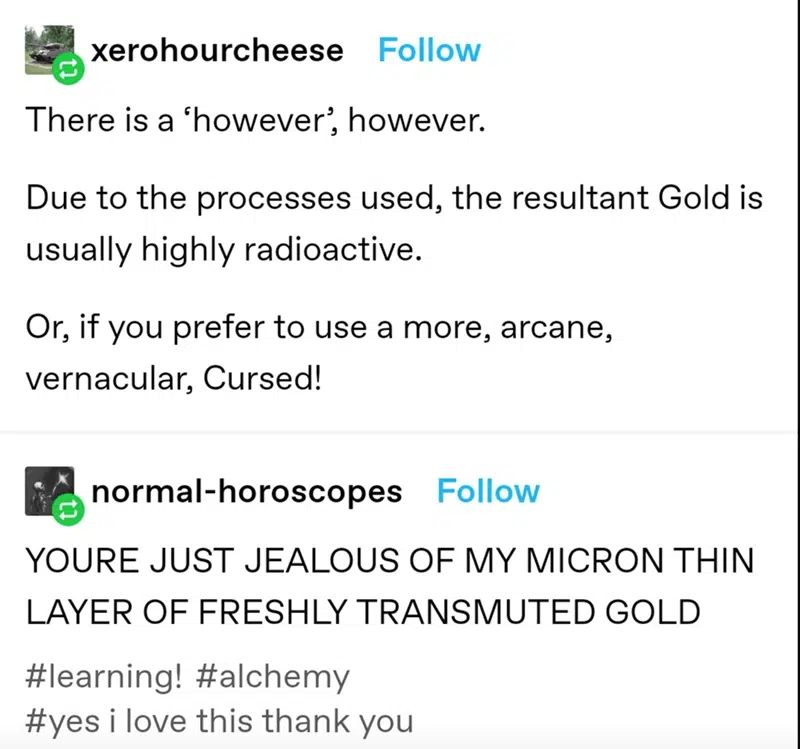 xerohourcheese Follow
There is a ‘however’, however.
Due to the processes used, the resultant Gold is
usually highly radioactive.
Or, if you prefer to use a more, arcane,
vernacular, Cursed!
normal-horoscopes Follow
YOURE JUST JEALOUS OF MY MICRON THIN
LAYER OF FRESHLY TRANSMUTED GOLD
#learning! #alchemy
#yes i love this thank you